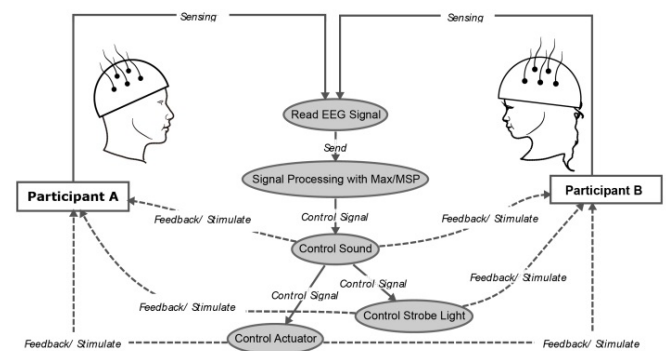 Sensing
Sensing
Read EEG Signal
Send
Signal Processing with Max/MSP
Participant A
Participant B
Control Signal
Feedback/ Stimulate
Feedback/ Stimulate
Control Sound
Feedback/ Stimulate
Control Signal
Control Signal
Feedback/ Stimulate
Control Strobe Light
Control Actuator
Feedback/ Stimulate
Feedback/ Stimulate